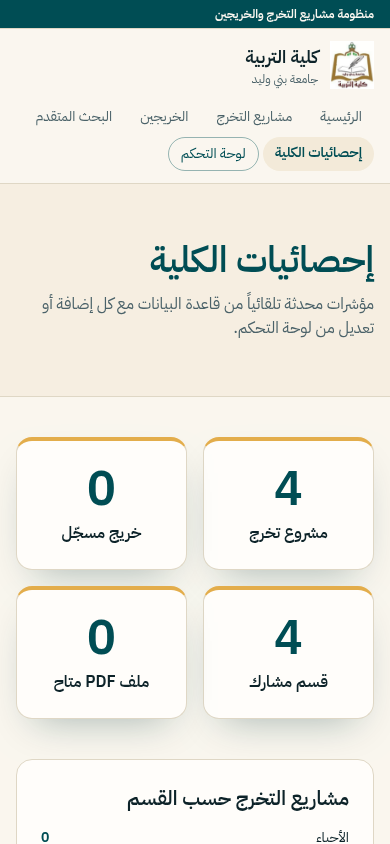 منظومة مشاريع التخرج والخريجين
كلية التربية
جامعة بني وليد
كلية التربية
الرئيسية
مشاريع التخرج
الخريجين
البحث المتقدم
إحصائيات الكلية
لوحة التحكم
إحصائيات الكلية
مؤشرات محدثة تلقائياً من قاعدة البيانات مع كل إضافة أو
تعديل من لوحة التحكم.
4
مشروع تخرج
0
خريج مسجّل
4
قسم مشارك
0
ملف PDF متاح
مشاريع التخرج حسب القسم
الأحياء
0